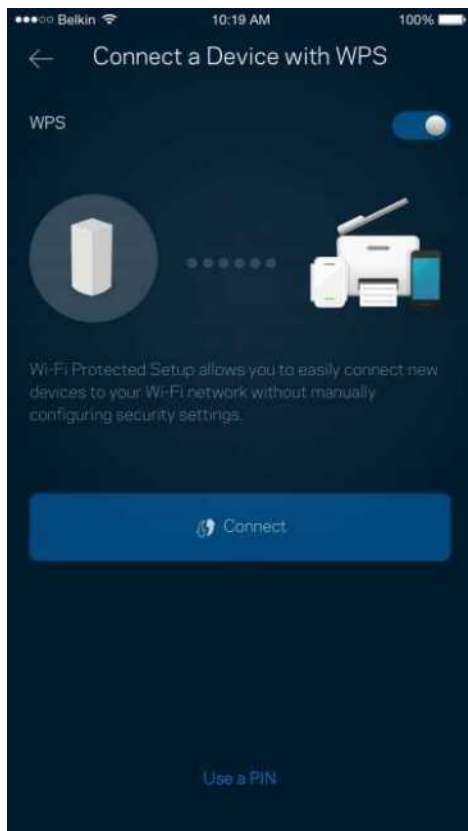 Belkin 10:19 AM 100%
Connect a Device with WPS
WPS
Wi-Fi Protected Setup allows you to easily connect new
devices to your Wi-Fi network without manually
configuring security settings.
Connect
Use a PIN